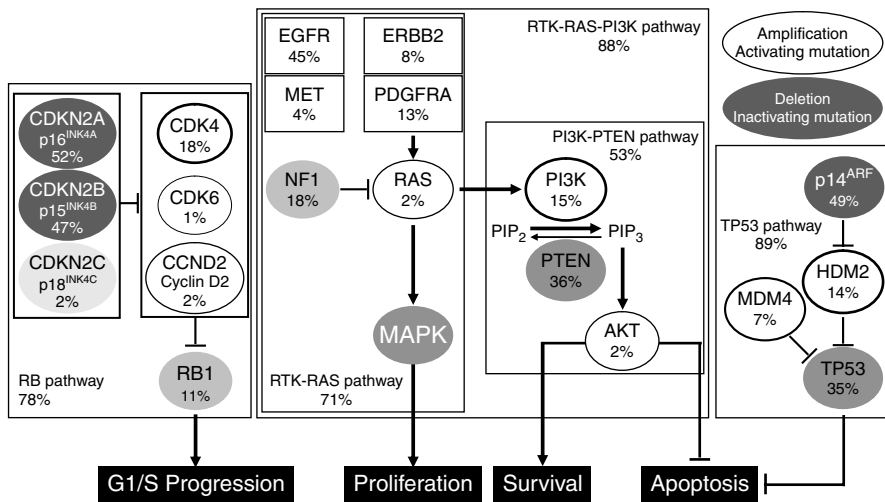 EGFR
45%
ERBB2
8%
MET
4%
PDGFRA
13%
RTK-RAS-PI3K pathway
88%
Amplification
Activating mutation
Deletion
Inactivating mutation
CDKN2A
p16INK4A
52%
CDKN2B
p15INK4B
47%
CDKN2C
p18INK4C
2%
CDK4
18%
CDK6
1%
CCND2
Cyclin D2
2%
RB1
11%
RB pathway
78%
NF1
18%
RAS
2%
MAPK
RTK-RAS pathway
71%
PI3K-PTEN pathway
53%
PI3K
15%
PIP2
PIP3
PTEN
36%
AKT
2%
p14ARF
49%
TP53 pathway
89%
HDM2
14%
MDM4
7%
TP53
35%
G1/S Progression
Proliferation
Survival
Apoptosis